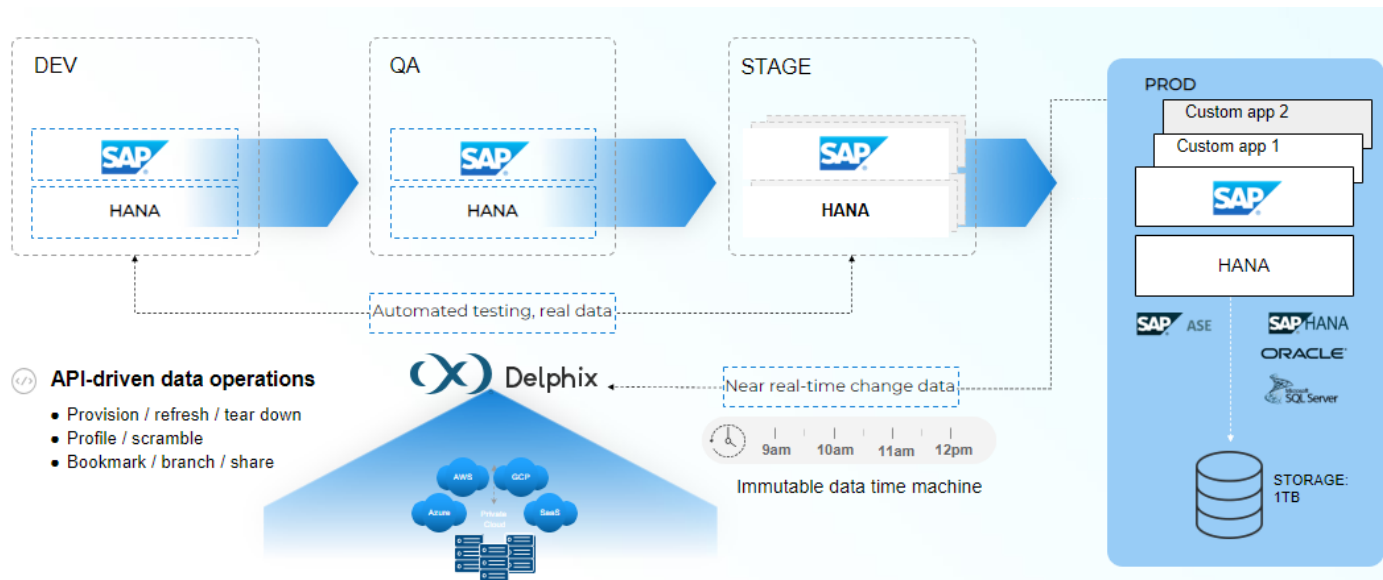 DEV
SAP
HANA
QA
SAP
HANA
STAGE
SAP
HANA
PROD
Custom app 2
Custom app 1
SAP
HANA
SAP ASE
SAP HANA
ORACLE
Microsoft
SQL Server
STORAGE:
1TB
Automated testing, real data
Delphix
Near real-time change data
9am 10am 11am 12pm
Immutable data time machine
API-driven data operations
● Provision / refresh / tear down
● Profile / scramble
● Bookmark / branch / share
AWS
GCP
Azure
Private
Cloud
SaaS